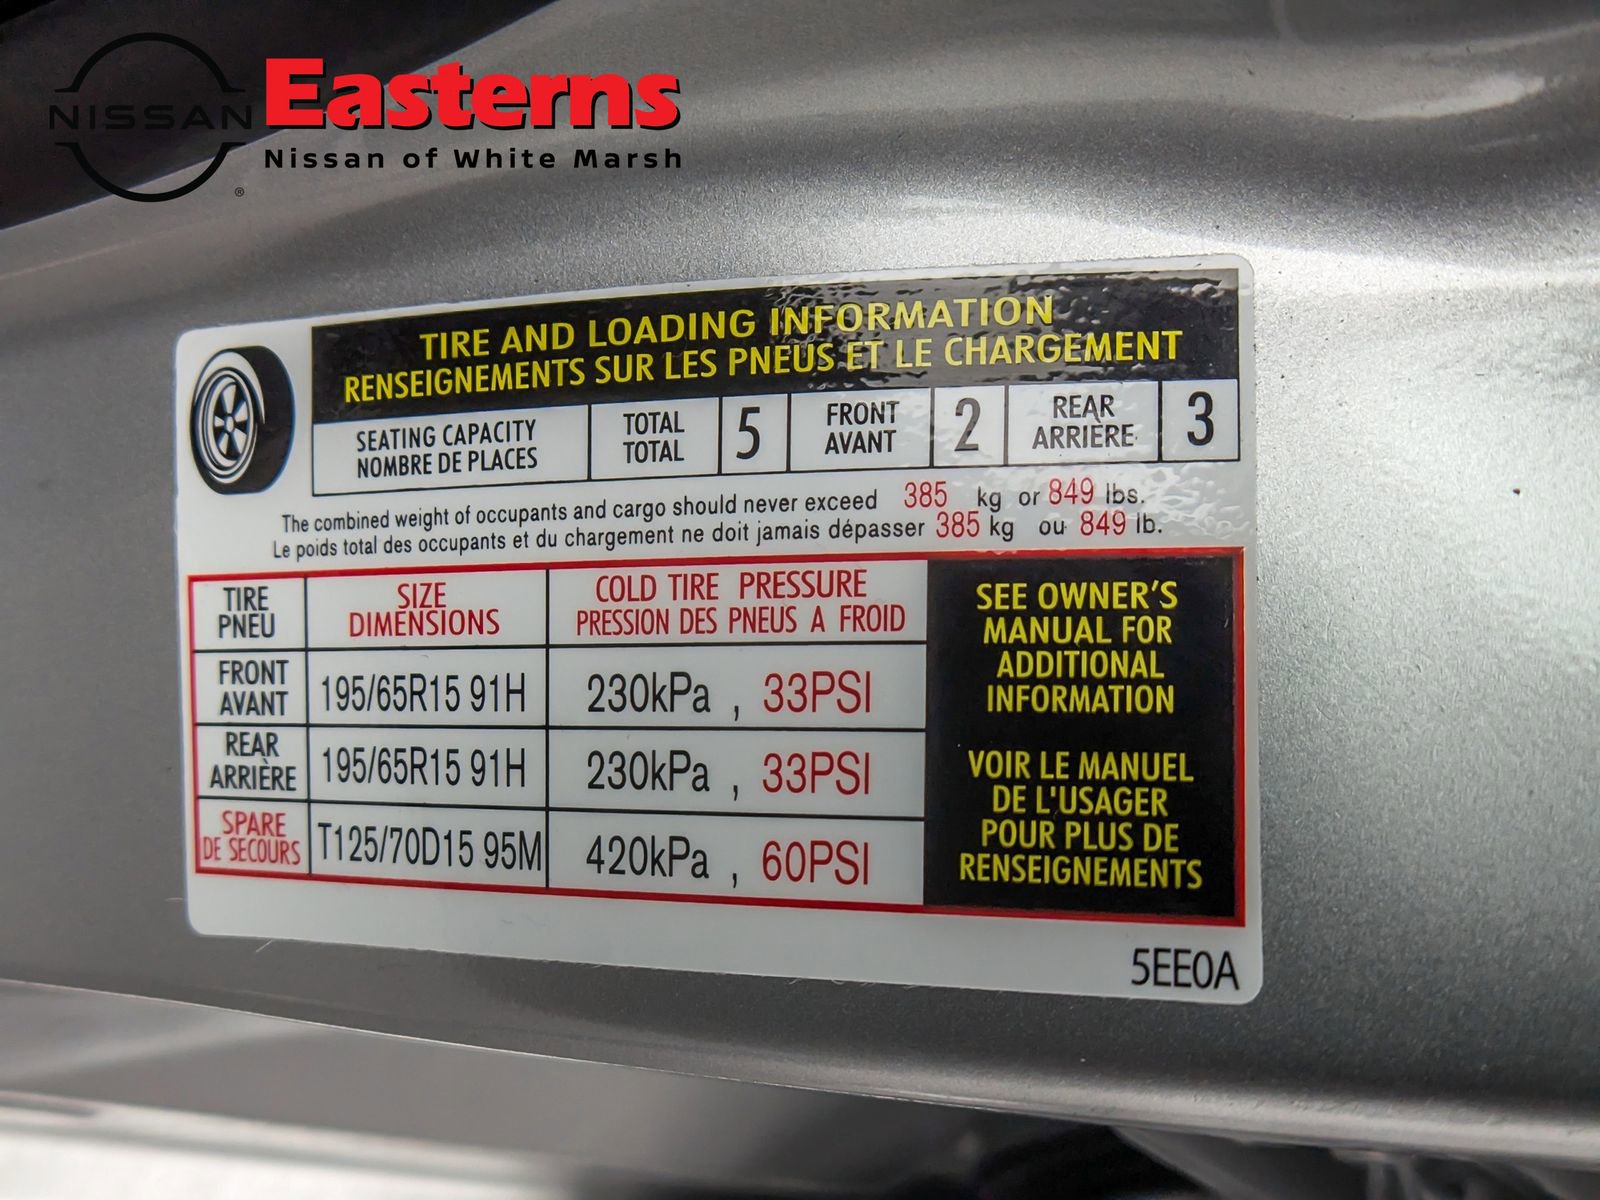 NISSAN
Easterns
Nissan of White Marsh
®
TIRE AND LOADING INFORMATION
RENSEIGNEMENTS SUR LES PNEUS ET LE CHARGEMENT
SEATING CAPACITY
NOMBRE DE PLACES
TOTAL
TOTAL
5
FRONT
AVANT
2
REAR
ARRIÈRE
3
The combined weight of occupants and cargo should never exceed 385 kg or 849 lbs.
Le poids total des occupants et du chargement ne doit jamais dépasser 385 kg ou 849 lb.
TIRE
PNEU
SIZE
DIMENSIONS
COLD TIRE PRESSURE
PRESSION DES PNEUS A FROID
FRONT
AVANT
195/65R15 91H
230kPa , 33PSI
REAR
ARRIÈRE
195/65R15 91H
230kPa , 33PSI
SPARE
DE SECOURS
T125/70D15 95M
420kPa , 60PSI
SEE OWNER'S
MANUAL FOR
ADDITIONAL
INFORMATION
VOIR LE MANUEL
DE L'USAGER
POUR PLUS DE
RENSEIGNEMENTS
5EE0A